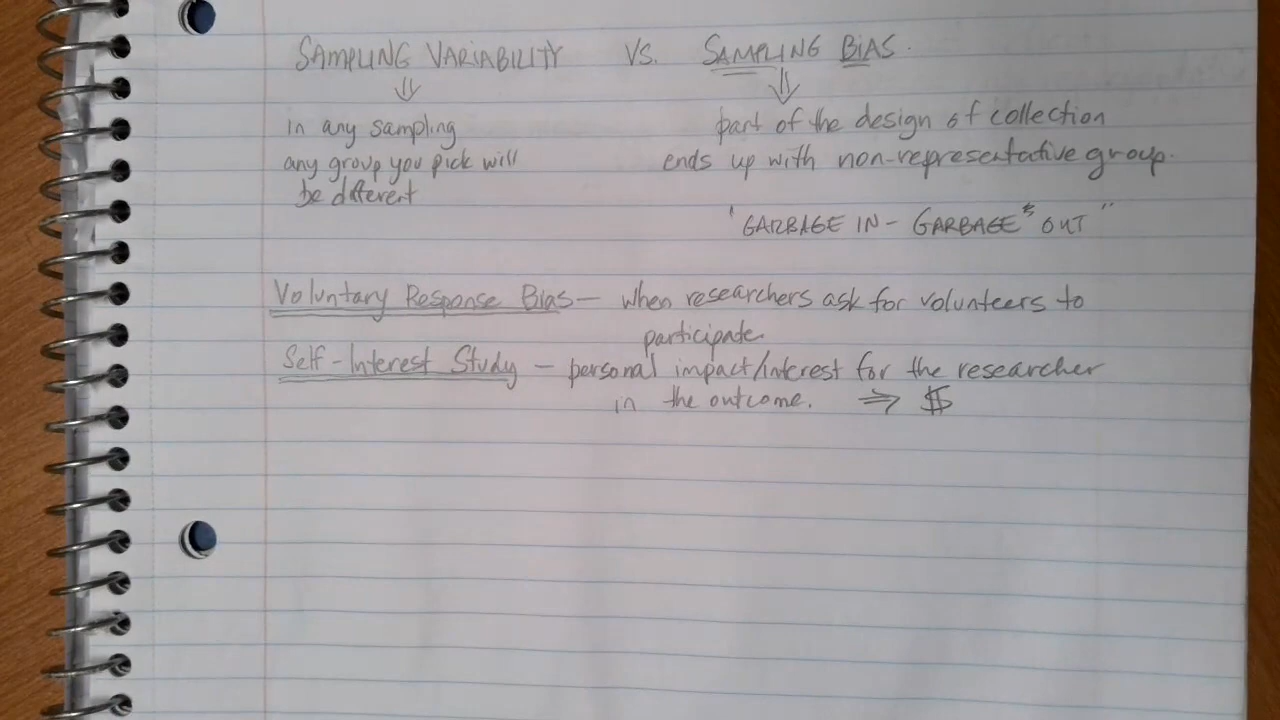 SAMPLING VARIABILITY VS. SAMPLING BIAS.
⇓ ⇓
in any sampling
any group you pick will
be different
part of the design of collection
ends up with non-representative group.
"GARBAGE IN - GARBAGE OUT"
Voluntary Response Bias — when researchers ask for volunteers to
participate
Self-Interest Study — personal impact/interest for the researcher
in the outcome. ⇒ $